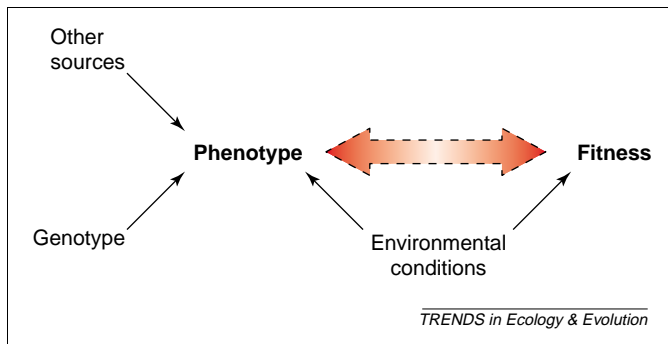 Other
sources
Phenotype
Fitness
Genotype
Environmental
conditions
TRENDS in Ecology & Evolution